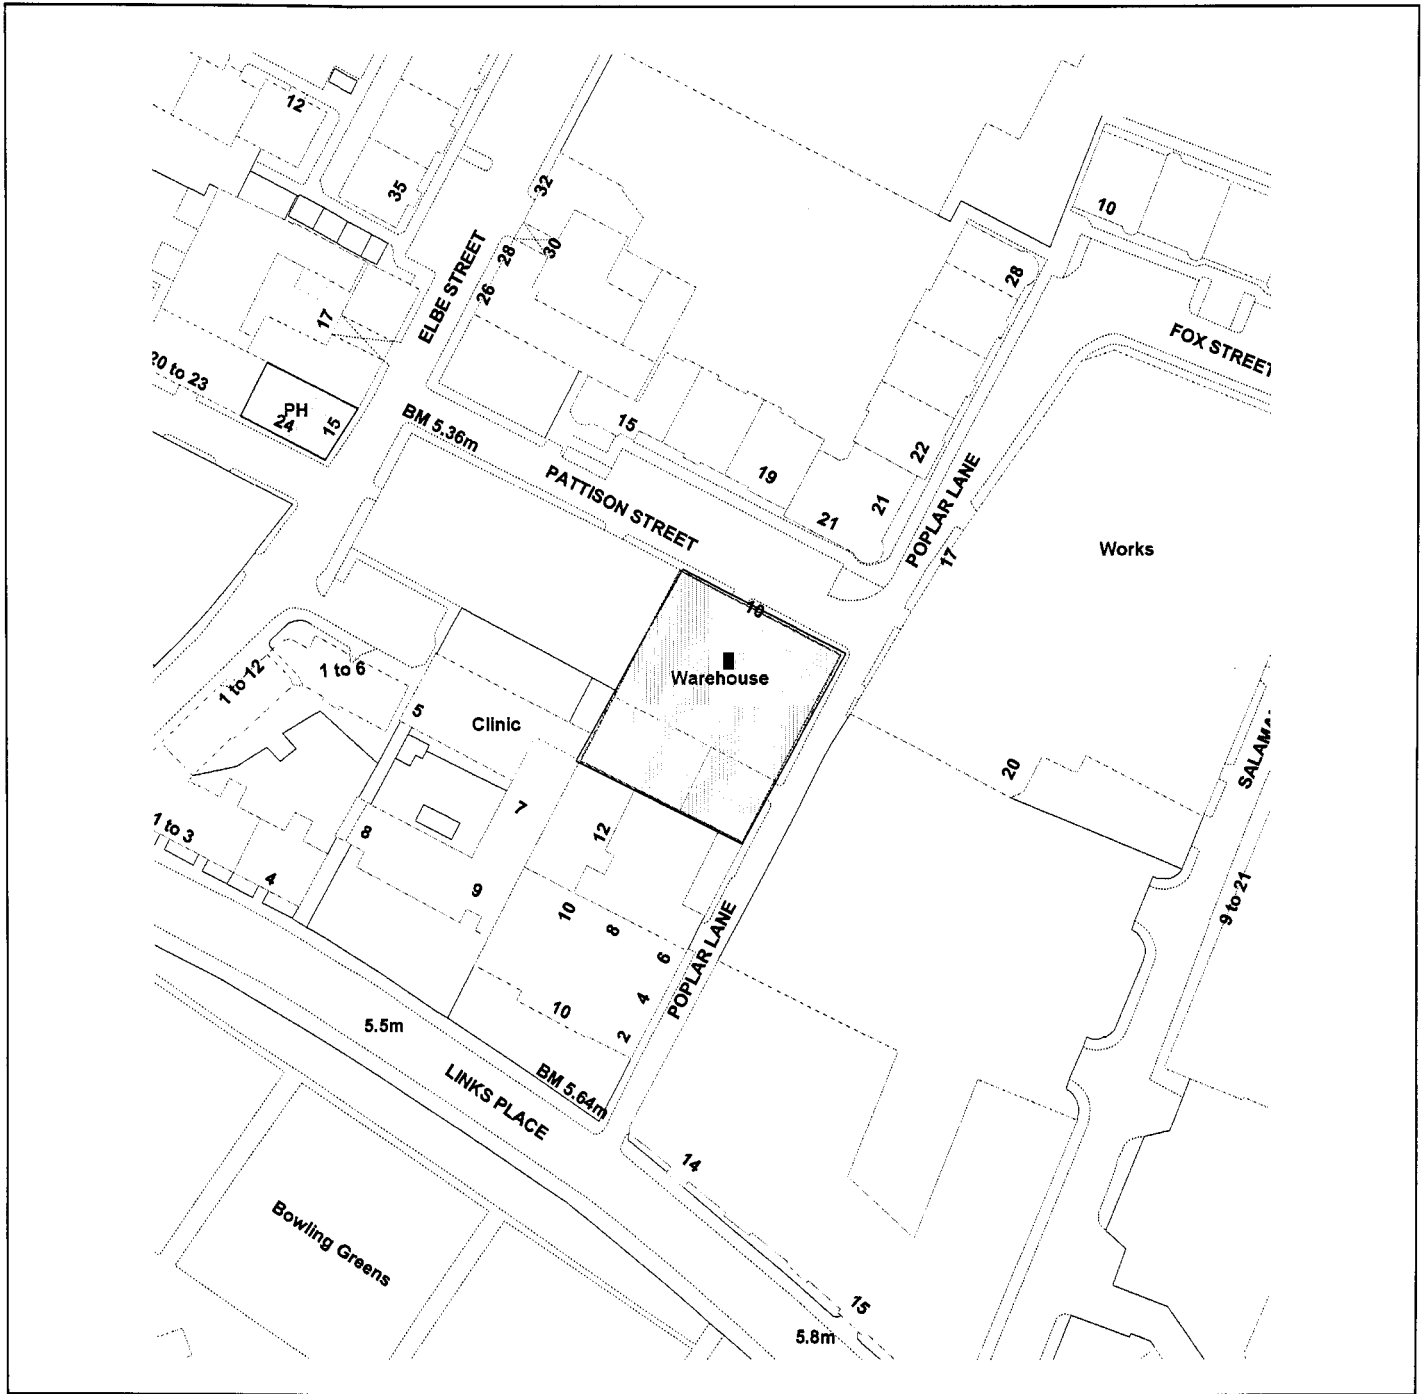 12
35
32
10
ELBE STREET
28
30
26
28
17
FOX STREET
20 to 23
PH
24
15
BM 5.36m
15
PATTISON STREET
19
22
21
21
POPLAR LANE
17
Works
10
Warehouse
1 to 12
1 to 6
5
Clinic
20
SALAMA
7
12
1 to 3
8
4
9
10
8
6
9 to 21
POPLAR LANE
4
10
2
5.5m
LINKS PLACE
BM 5.64m
14
Bowling Greens
15
5.8m